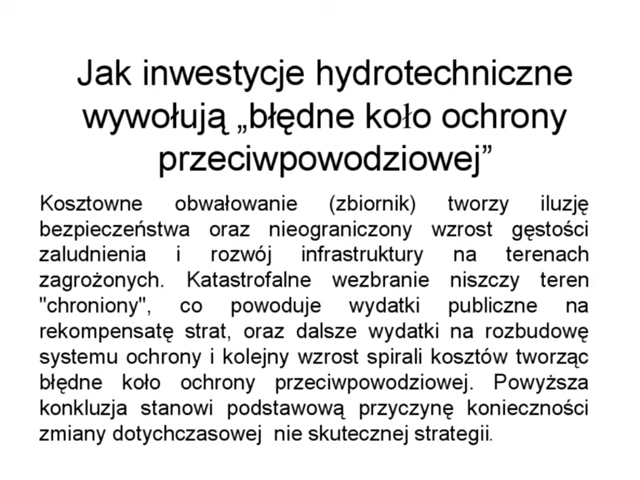 Jak inwestycje hydrotechniczne
wywołują „błędne koło ochrony
przeciwpowodziowej”
Kosztowne obwałowanie (zbiornik) tworzy iluzję
bezpieczeństwa oraz nieograniczony wzrost gęstości
zaludnienia i rozwój infrastruktury na terenach
zagrożonych. Katastrofalne wezbranie niszczy teren
"chroniony", co powoduje wydatki publiczne na
rekompensatę strat, oraz dalsze wydatki na rozbudowę
systemu ochrony i kolejny wzrost spirali kosztów tworząc
błędne koło ochrony przeciwpowodziowej. Powyższa
konkluzja stanowi podstawową przyczynę konieczności
zmiany dotychczasowej nie skutecznej strategii.